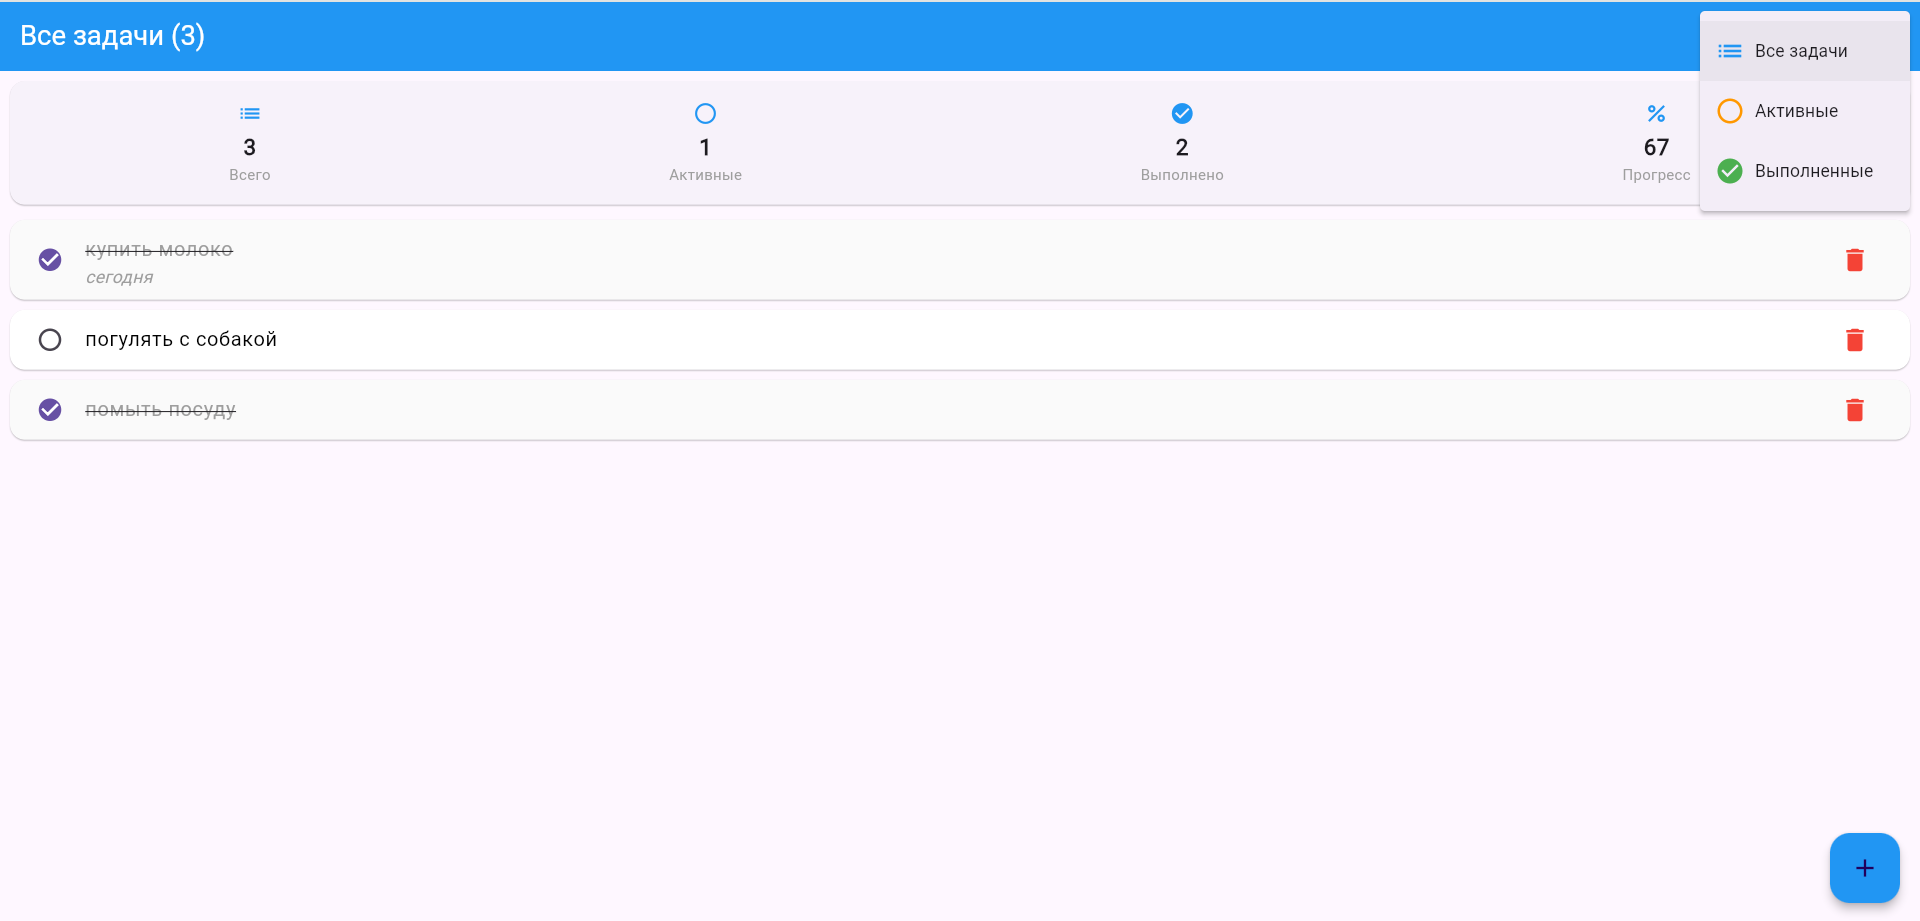 Все задачи (3)
Все задачи
Активные
Выполненные
3
Всего
1
Активные
2
Выполнено
67
Прогресс
купить молоко
сегодня
погулять с собакой
помыть посуду